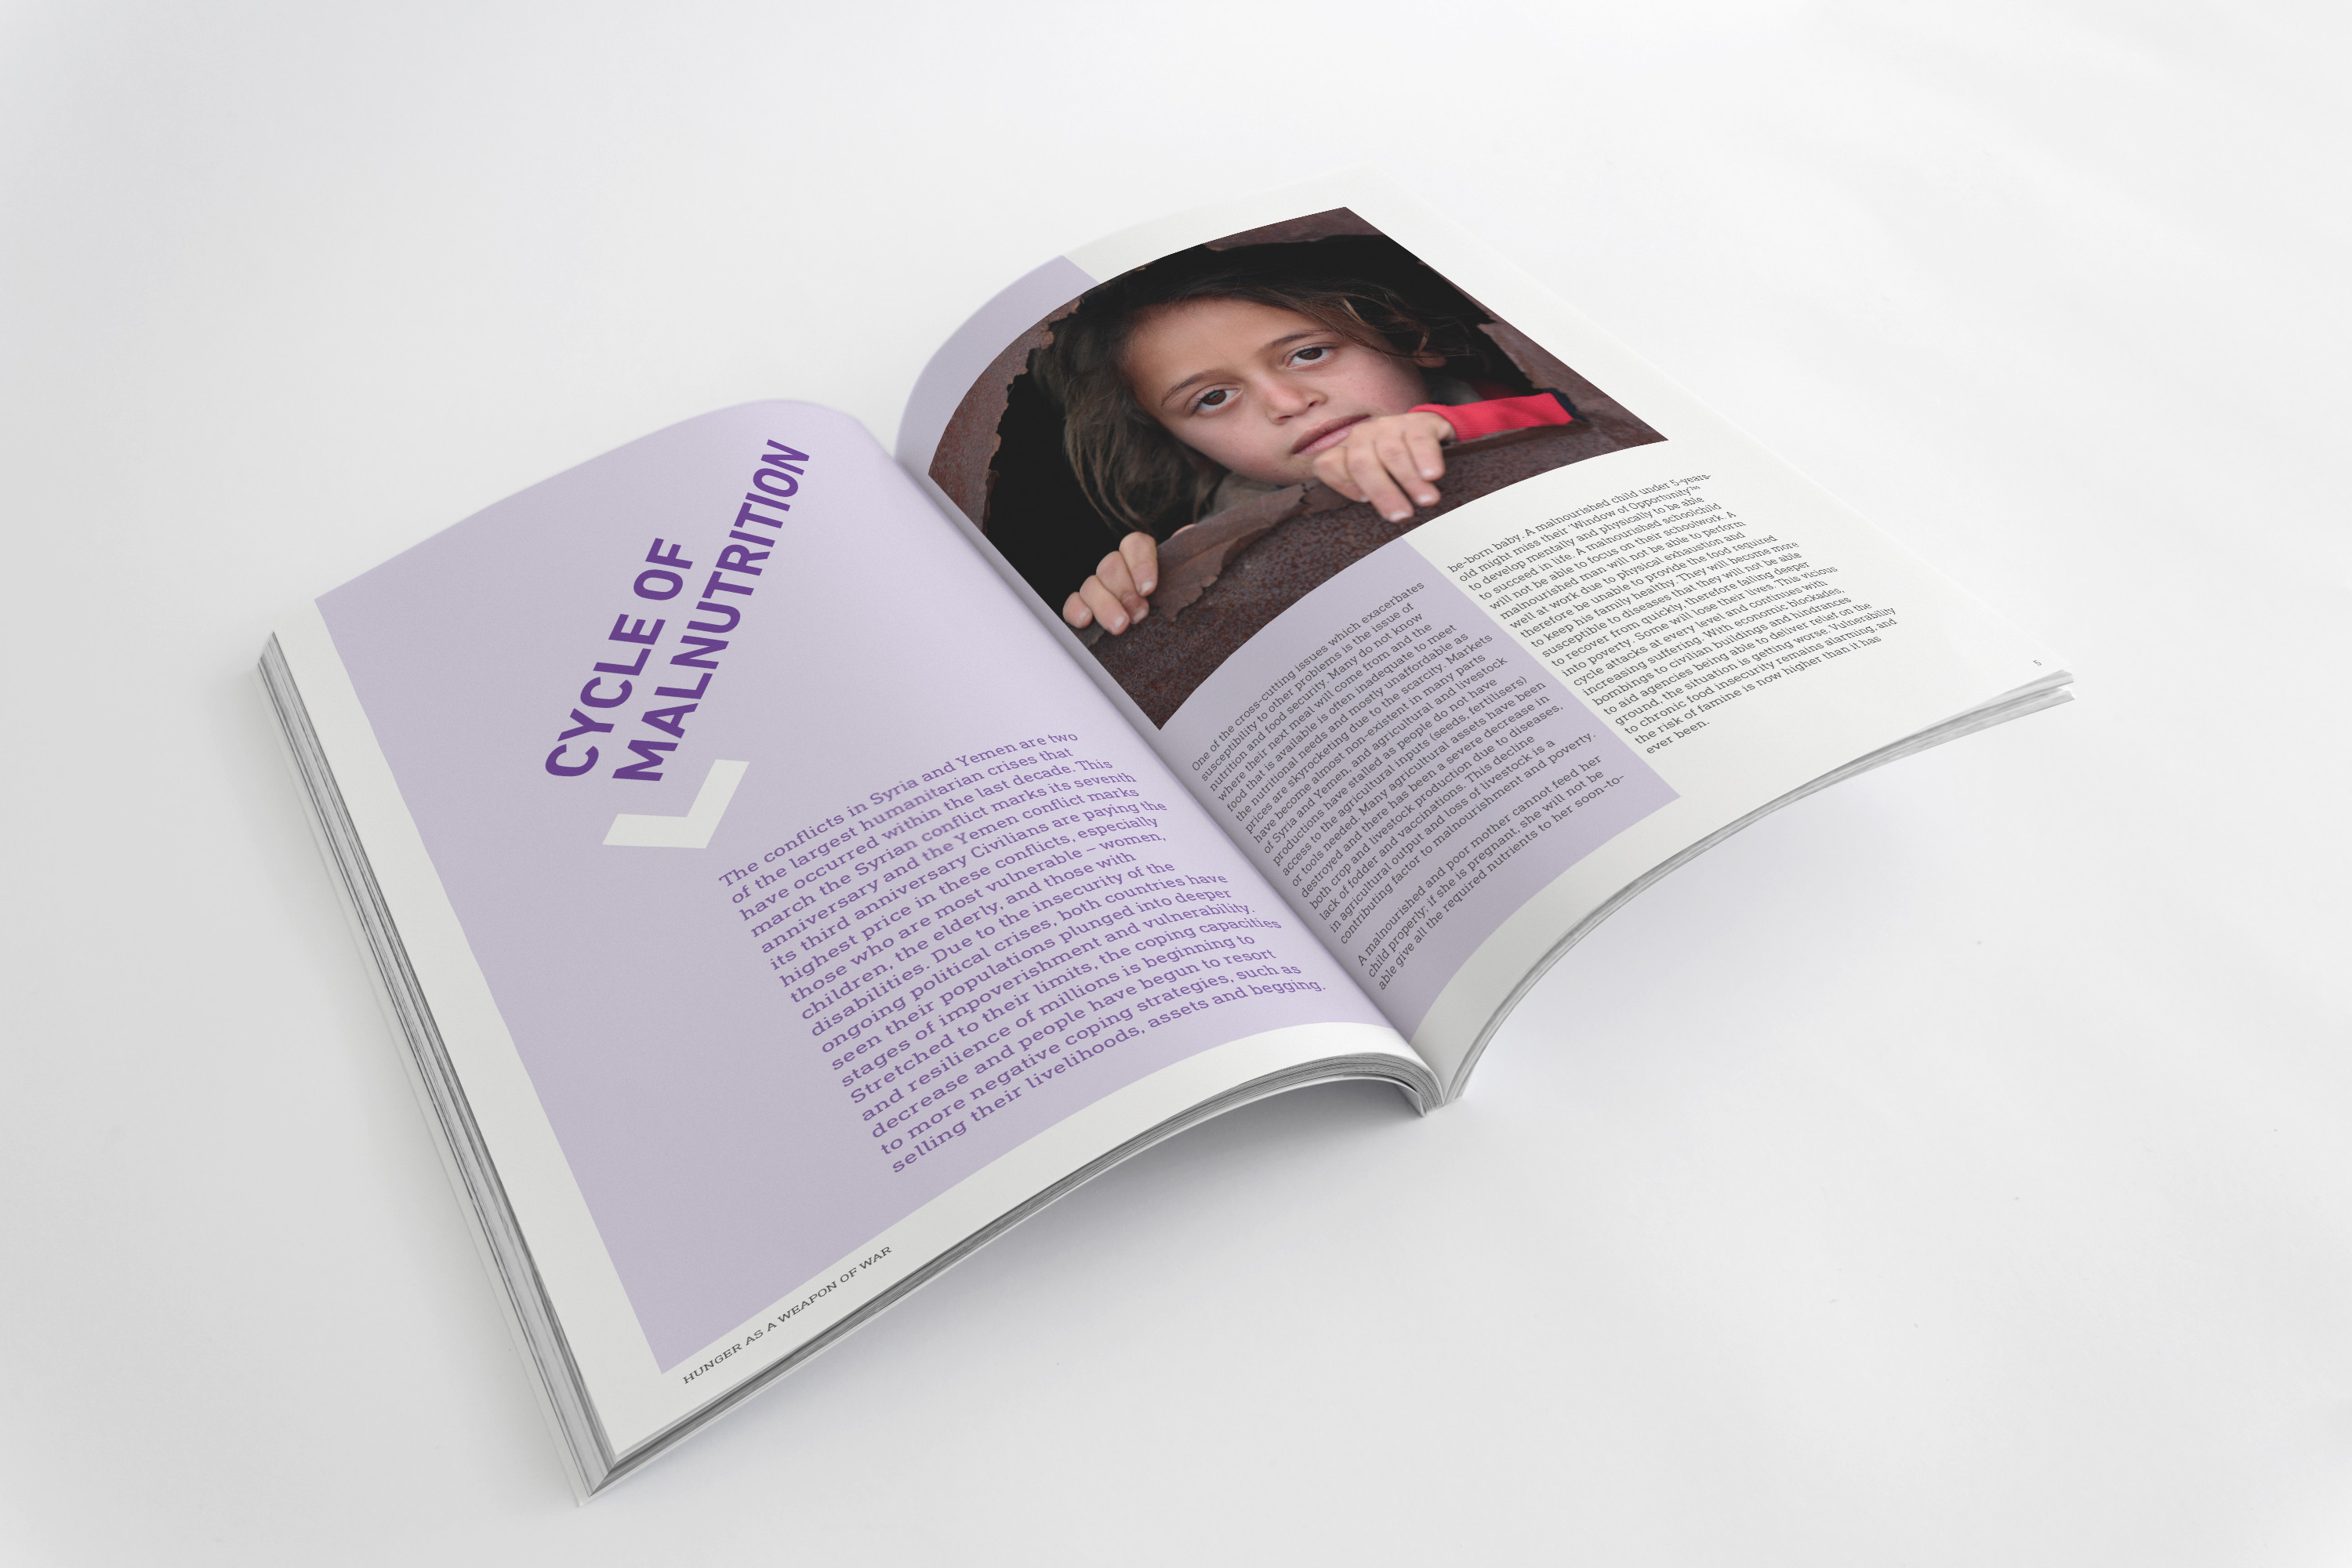 CYCLE OF
MALNUTRITION
The conflicts in Syria and Yemen are two
of the largest humanitarian crises that
have occurred within the last decade. This
march the Syrian conflict marks its seventh
anniversary and the Yemen conflict marks
its third anniversary Civilians are paying the
highest price in these conflicts, especially
those who are most vulnerable – women,
children, the elderly, and those with
disabilities. Due to the insecurity of the
ongoing political crises, both countries have
seen their populations plunged into deeper
stages of impoverishment and vulnerability.
Stretched to their limits, the coping capacities
and resilience of millions is beginning to
decrease and people have begun to resort
to more negative coping strategies, such as
selling their livelihoods, assets and begging.
HUNGER AS A WEAPON OF WAR
One of the cross-cutting issues which exacerbates
susceptibility to other problems is the issue of
nutrition and food security. Many do not know
where their next meal will come from and the
food that is available is often inadequate to meet
the nutritional needs and mostly unaffordable as
prices are skyrocketing due to the scarcity. Markets
have become almost non-existent in many parts
of Syria and Yemen, and agricultural and livestock
productions have stalled as people do not have
access to the agricultural inputs (seeds, fertilisers)
or tools needed. Many agricultural assets have been
destroyed and there has been a severe decrease in
both crop and livestock production due to diseases,
lack of fodder and vaccinations. This decline
in agricultural output and loss of livestock is a
contributing factor to malnourishment and poverty.
A malnourished and poor mother cannot feed her
child properly; if she is pregnant, she will not be
able give all the required nutrients to her soon-to-
be-born baby. A malnourished child under 5-years-
old might miss their 'Window of Opportunity'
to develop mentally and physically to be able
to succeed in life. A malnourished schoolchild
will not be able to focus on their schoolwork. A
malnourished man will not be able to perform
well at work due to physical exhaustion and
therefore be unable to provide the food required
to keep his family healthy. They will become more
susceptible to diseases that they will not be able
to recover from quickly, therefore falling deeper
into poverty. Some will lose their lives. This vicious
cycle attacks at every level, and continues with
increasing suffering. With economic blockades,
bombings to civilian buildings and hindrances
to aid agencies being able to deliver relief on the
ground, the situation is getting worse. Vulnerability
to chronic food insecurity remains alarming, and
the risk of famine is now higher than it has
ever been.
5